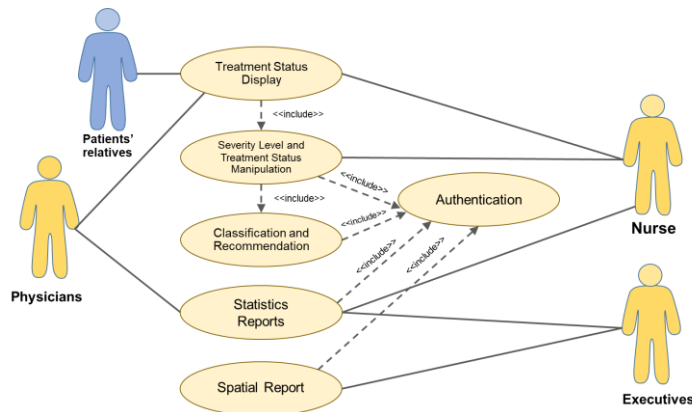 Treatment Status
Display
<<include>>
Patients'
relatives
Severity Level and
Treatment Status
Manipulation
<<include>>
<<include>>
Authentication
Classification and
Recommendation
<<include>>
Nurse
Physicians
<<include>>
<<include>>
Statistics
Reports
Spatial Report
Executives